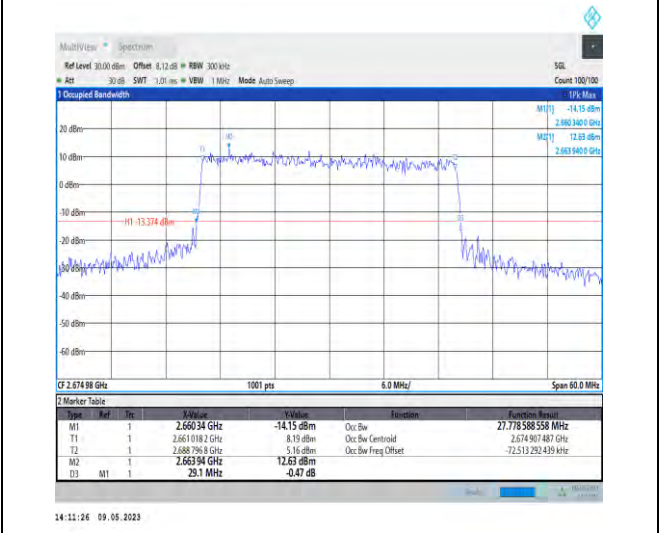 MultiView Spectrum
Ref Level 30.00 dBm Offset 8.12 dB RBW 300 kHz SGL
Att 30 dB SWT 1.01 ms VBW 1 MHz Mode Auto Sweep Count 100/100
1 Occupied Bandwidth 1Pk Max
M1[1] -14.15 dBm
2.660 340 0 GHz
20 dBm
M2[1] 12.63 dBm
2.663 940 0 GHz
M2
T1
10 dBm
0 dBm
-10 dBm
H1 -13.374 dBm
D3
-20 dBm
-30 dBm
-40 dBm
-50 dBm
-60 dBm
CF 2.674 98 GHz 1001 pts 6.0 MHz/ Span 60.0 MHz
2 Marker Table
Type Ref Trc X-Value Y-Value Function Function Result
M1 1 2.66034 GHz -14.15 dBm Occ Bw 27.778 588 558 MHz
T1 1 2.661 018 2 GHz 8.19 dBm Occ Bw Centroid 2.674 907 487 GHz
T2 1 2.688 796 8 GHz 5.16 dBm Occ Bw Freq Offset -72.513 292 439 kHz
M2 1 2.66394 GHz 12.63 dBm
D3 M1 1 29.1 MHz -0.47 dB
14:11:26 09.05.2023